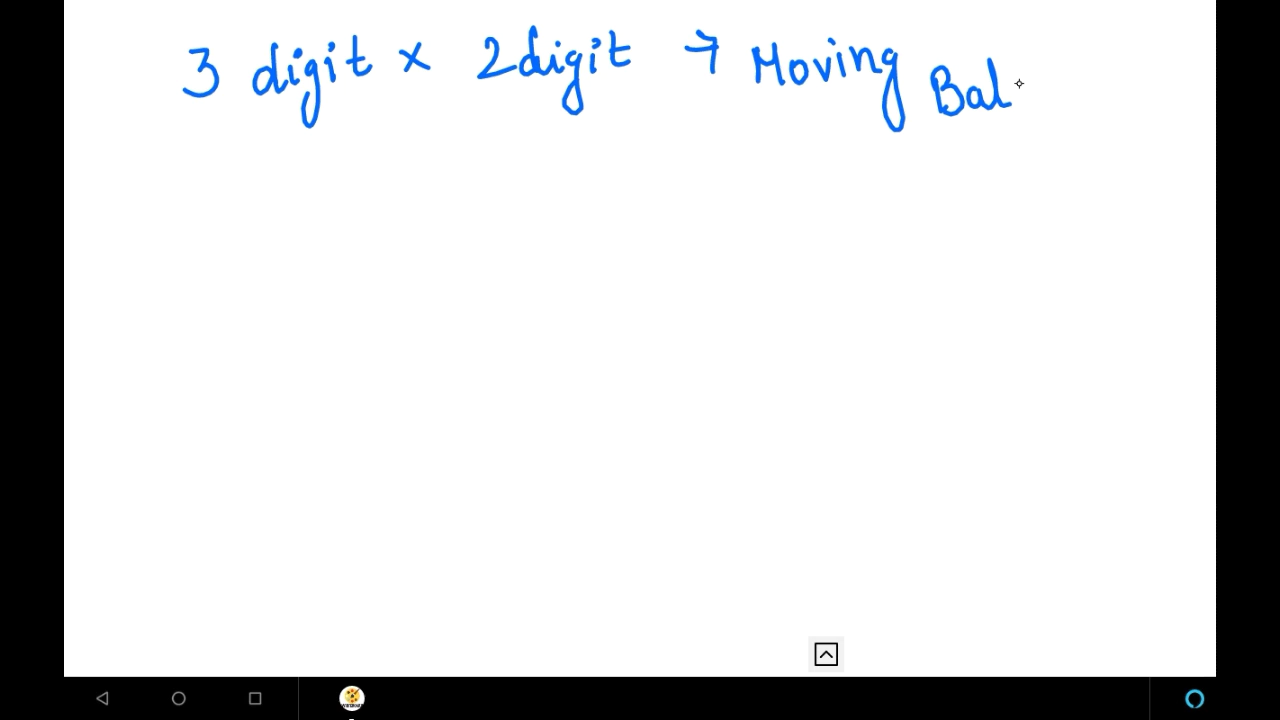 3 digit × 2digit → Moving Bal